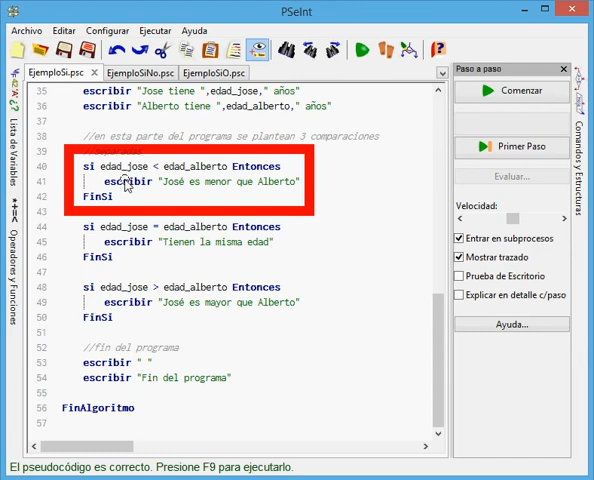 PSeInt
Archivo Editar Configurar Ejecutar Ayuda
EjemploSi.psc EjemploSiNo.psc EjemploSiO.psc
Lista de Variables
Operadores y Funciones
35 escribir "Jose tiene ",edad_jose," años"
36 escribir "Alberto tiene ",edad_alberto," años"
37
38 //en esta parte del programa se plantean 3 comparaciones
39 //separadas
40 si edad_jose < edad_alberto Entonces
41 escribir "José es menor que Alberto"
42 FinSi
43
44 si edad_jose = edad_alberto Entonces
45 escribir "Tienen la misma edad"
46 FinSi
47
48 si edad_jose > edad_alberto Entonces
49 escribir "José es mayor que Alberto"
50 FinSi
51
52 //fin del programa
53 escribir " "
54 escribir "Fin del programa"
55
56 FinAlgoritmo
57
Paso a paso
Comenzar
Primer Paso
Evaluar...
Velocidad:
Entrar en subprocesos
Mostrar trazado
Prueba de Escritorio
Explicar en detalle c/paso
Ayuda...
Comandos y Estructuras
El pseudocódigo es correcto. Presione F9 para ejecutarlo.